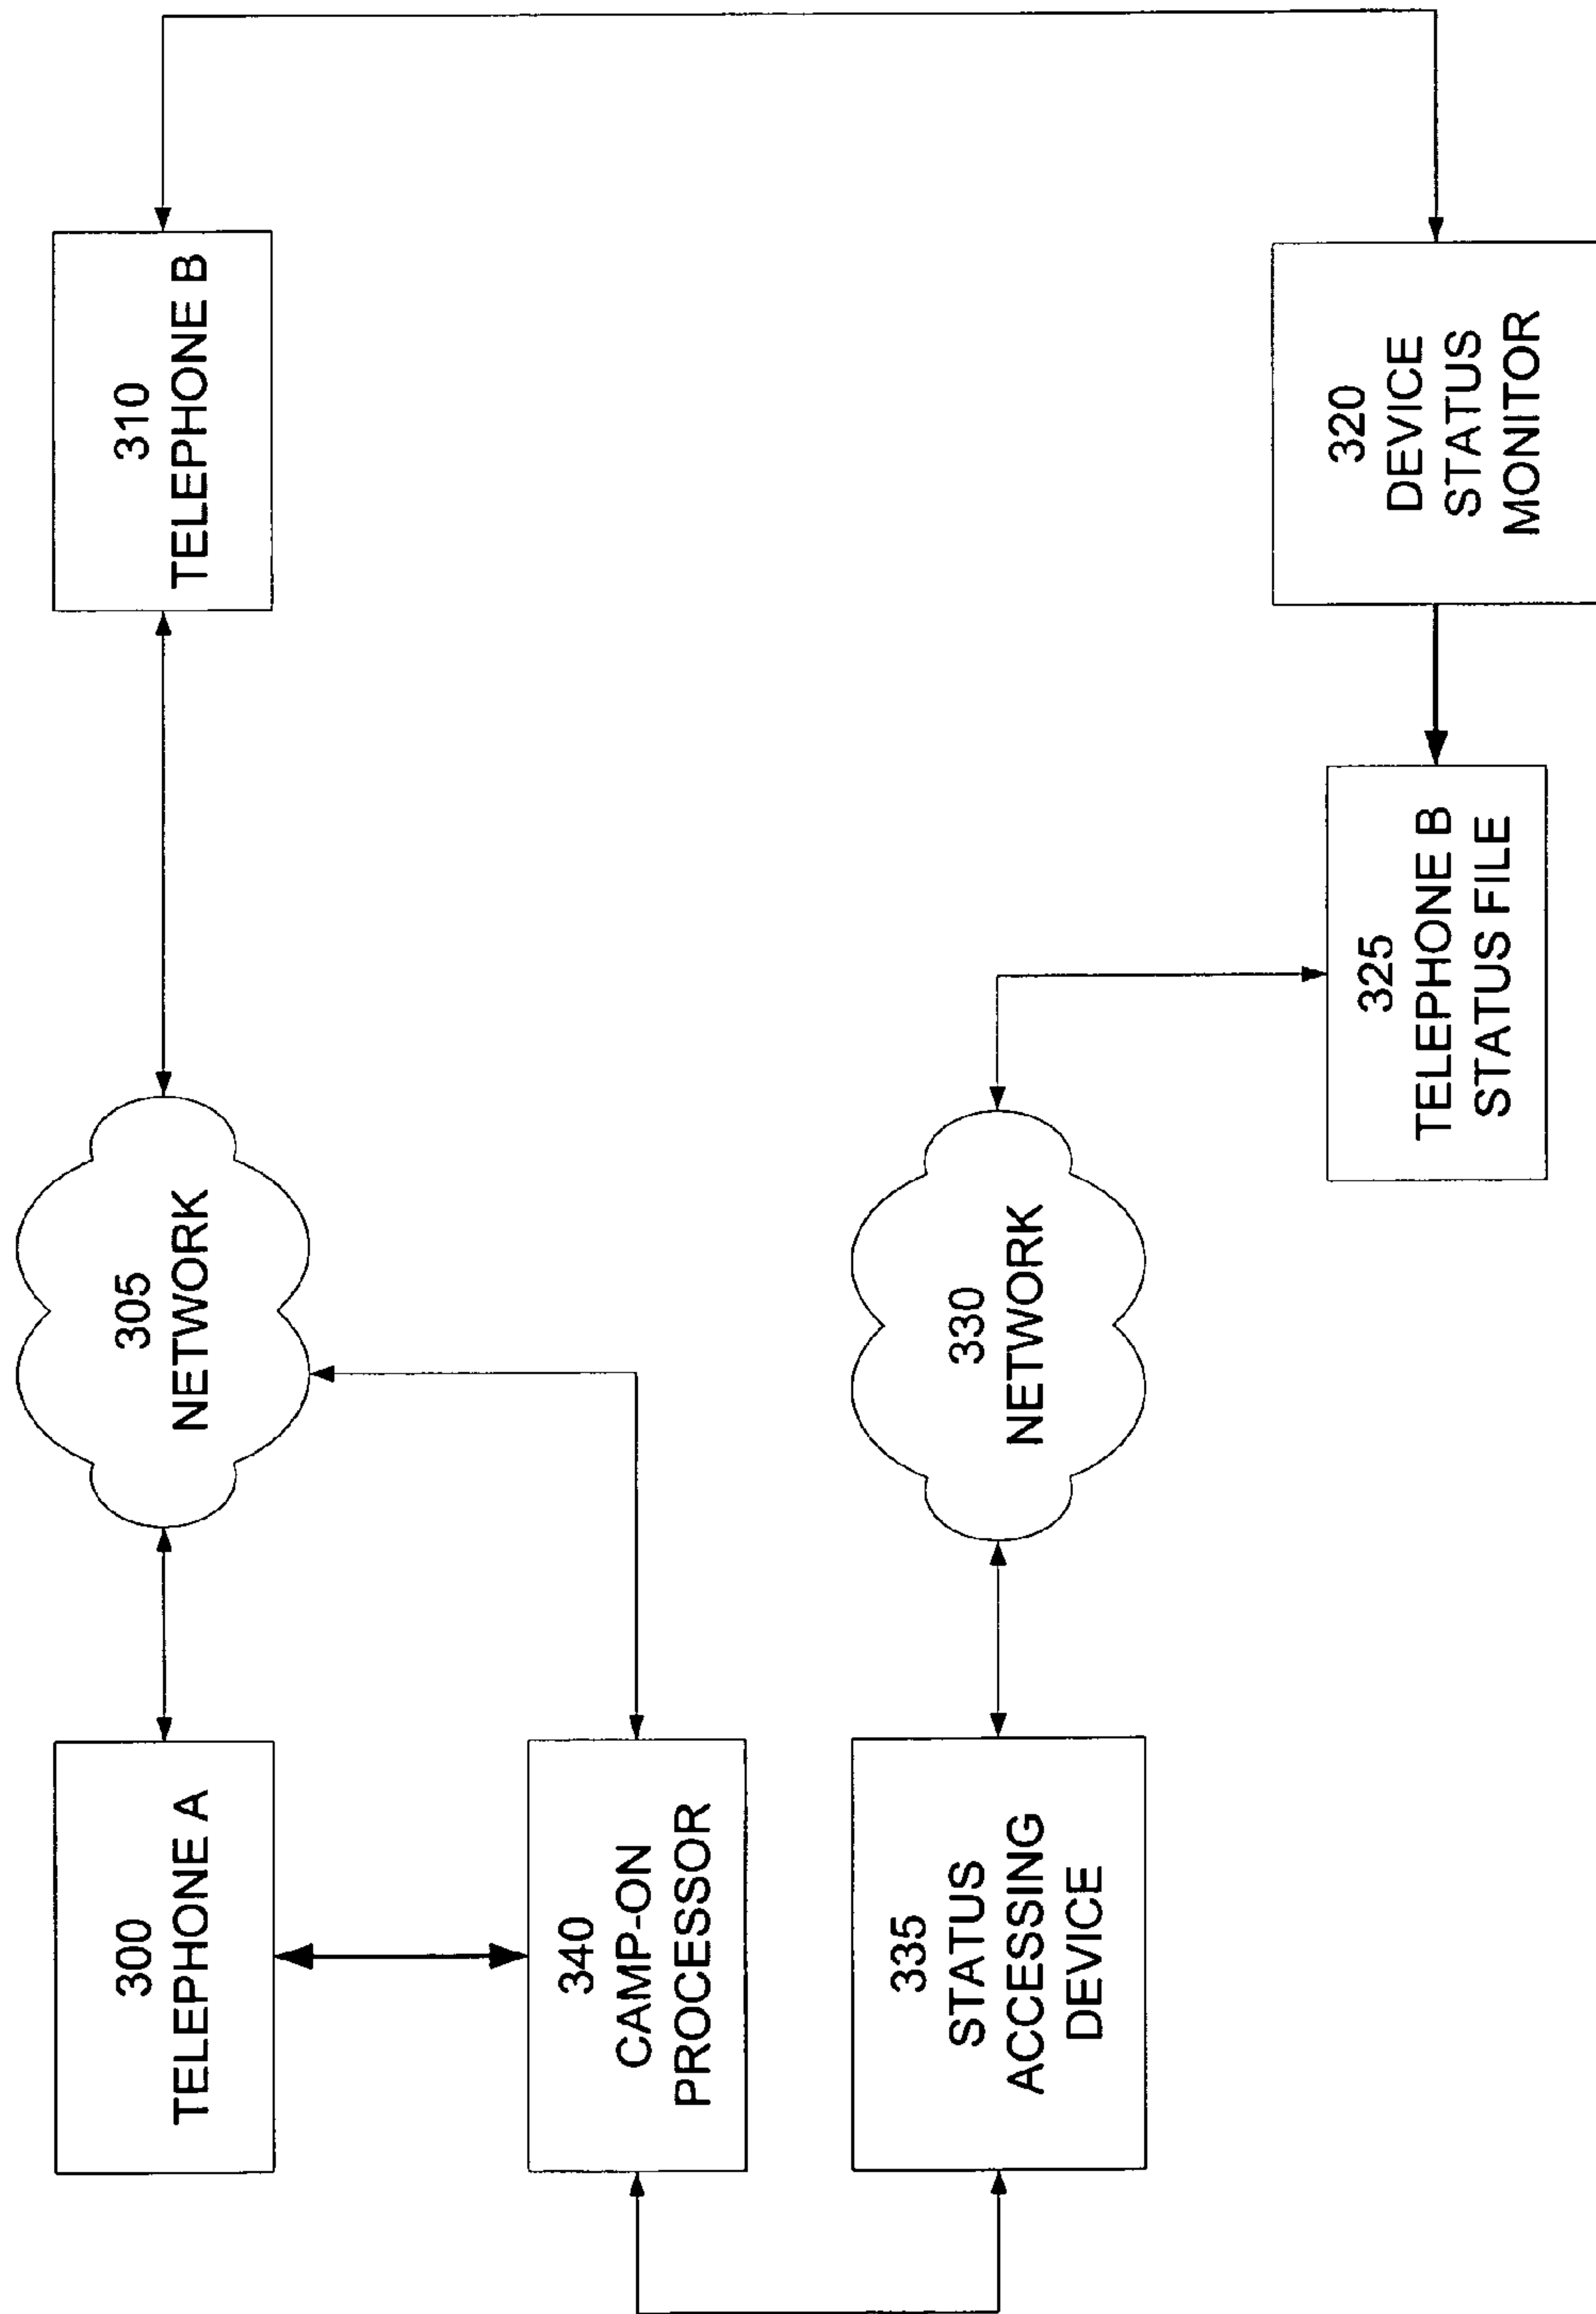 300
TELEPHONE A
305
NETWORK
310
TELEPHONE B
340
CAMP-ON
PROCESSOR
335
STATUS
ACCESSING
DEVICE
330
NETWORK
325
TELEPHONE B
STATUS FILE
320
DEVICE
STATUS
MONITOR